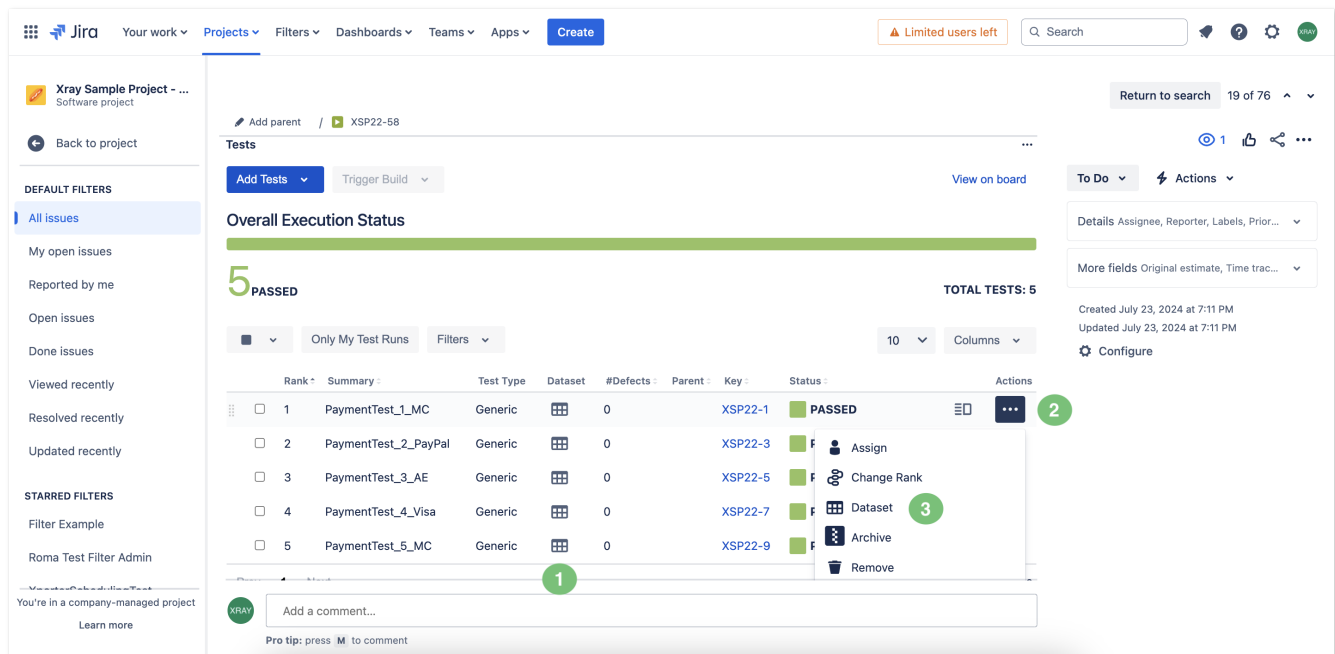 Jira Your work Projects Filters Dashboards Teams Apps Create Limited users left Search XRAY
Xray Sample Project - ...
Software project
Back to project
DEFAULT FILTERS
All issues
My open issues
Reported by me
Open issues
Done issues
Viewed recently
Resolved recently
Updated recently
STARRED FILTERS
Filter Example
Roma Test Filter Admin
You're in a company-managed project
Learn more
Return to search 19 of 76
Add parent / XSP22-58
1
Tests
Add Tests Trigger Build View on board
Overall Execution Status
5 PASSED TOTAL TESTS: 5
Only My Test Runs Filters 10 Columns
Rank Summary Test Type Dataset #Defects Parent Key Status Actions
1 PaymentTest_1_MC Generic 0 XSP22-1 PASSED 2
2 PaymentTest_2_PayPal Generic 0 XSP22-3
3 PaymentTest_3_AE Generic 0 XSP22-5
4 PaymentTest_4_Visa Generic 0 XSP22-7
5 PaymentTest_5_MC Generic 0 XSP22-9
Assign
Change Rank
Dataset 3
Archive
Remove
1
XRAY Add a comment...
Pro tip: press M to comment
To Do Actions
Details Assignee, Reporter, Labels, Prior...
More fields Original estimate, Time trac...
Created July 23, 2024 at 7:11 PM
Updated July 23, 2024 at 7:11 PM
Configure